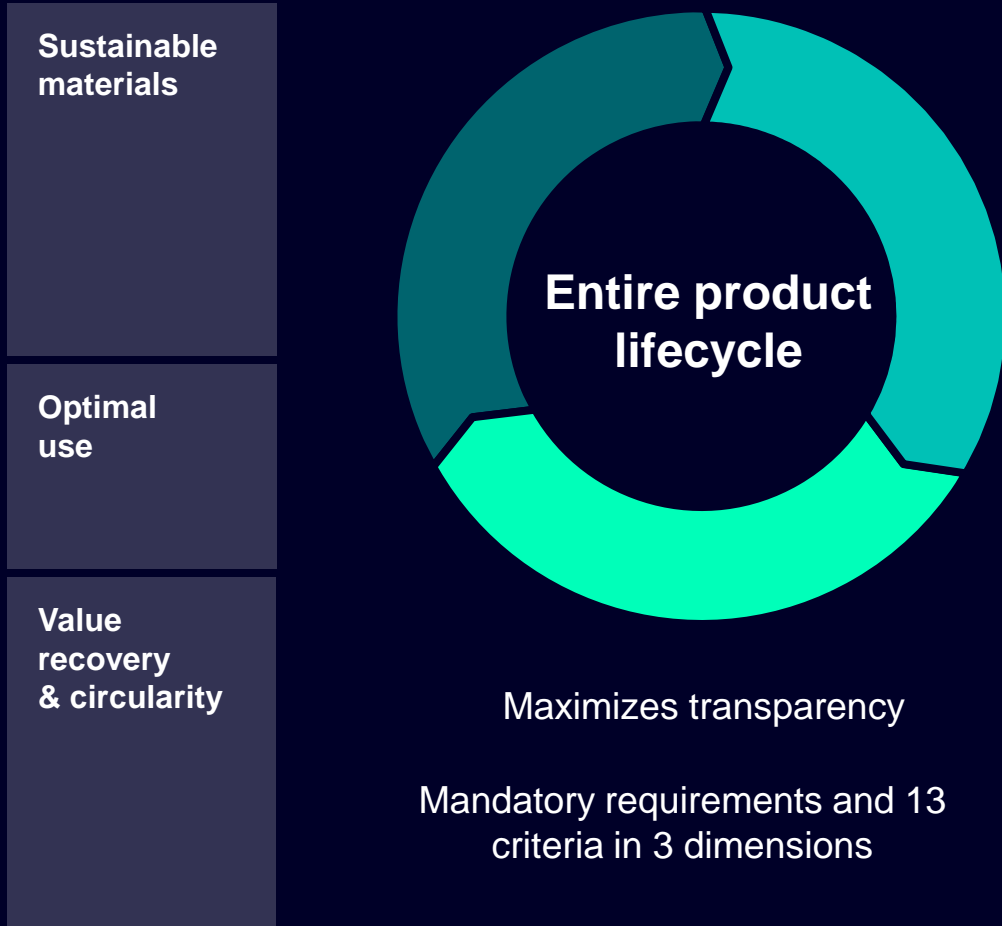 Sustainable
materials
Optimal
use
Value
recovery
& circularity
Entire product
lifecycle
Maximizes transparency
Mandatory requirements and 13
criteria in 3 dimensions